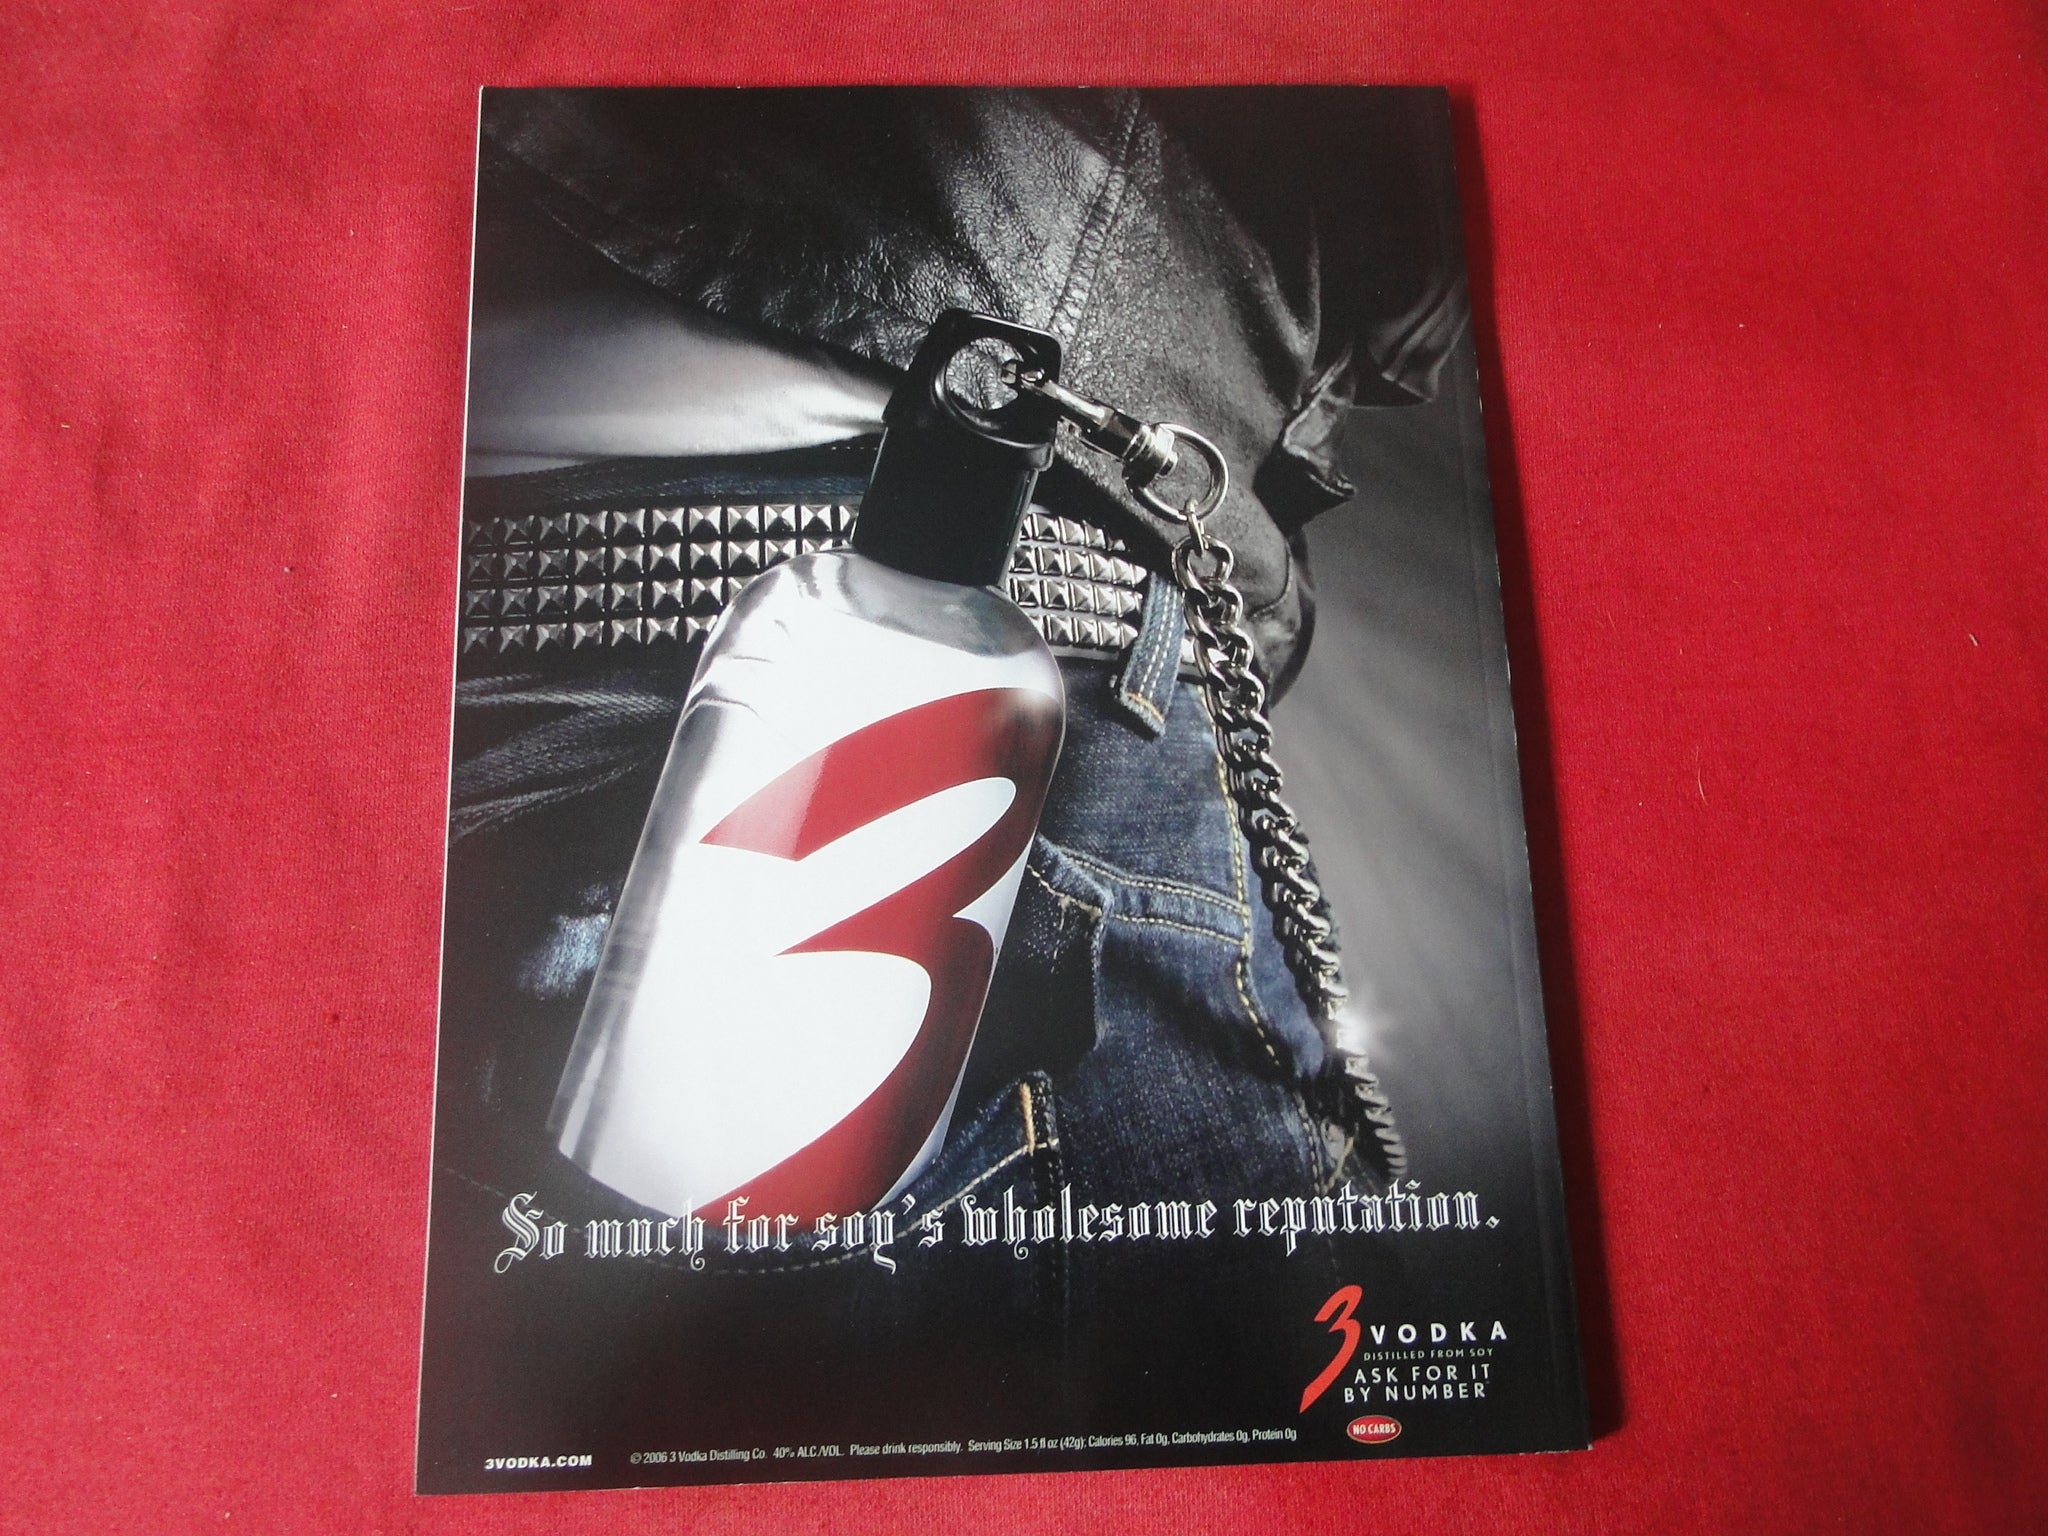 3
So much for soy's wholesome reputation.
3 VODKA
DISTILLED FROM SOY
ASK FOR IT
BY NUMBER™
NO CARBS
3VODKA.COM
© 2006 3 Vodka Distilling Co. 40% ALC./VOL. Please drink responsibly. Serving Size 1.5 fl oz (42g); Calories 96, Fat 0g, Carbohydrates 0g, Protein 0g